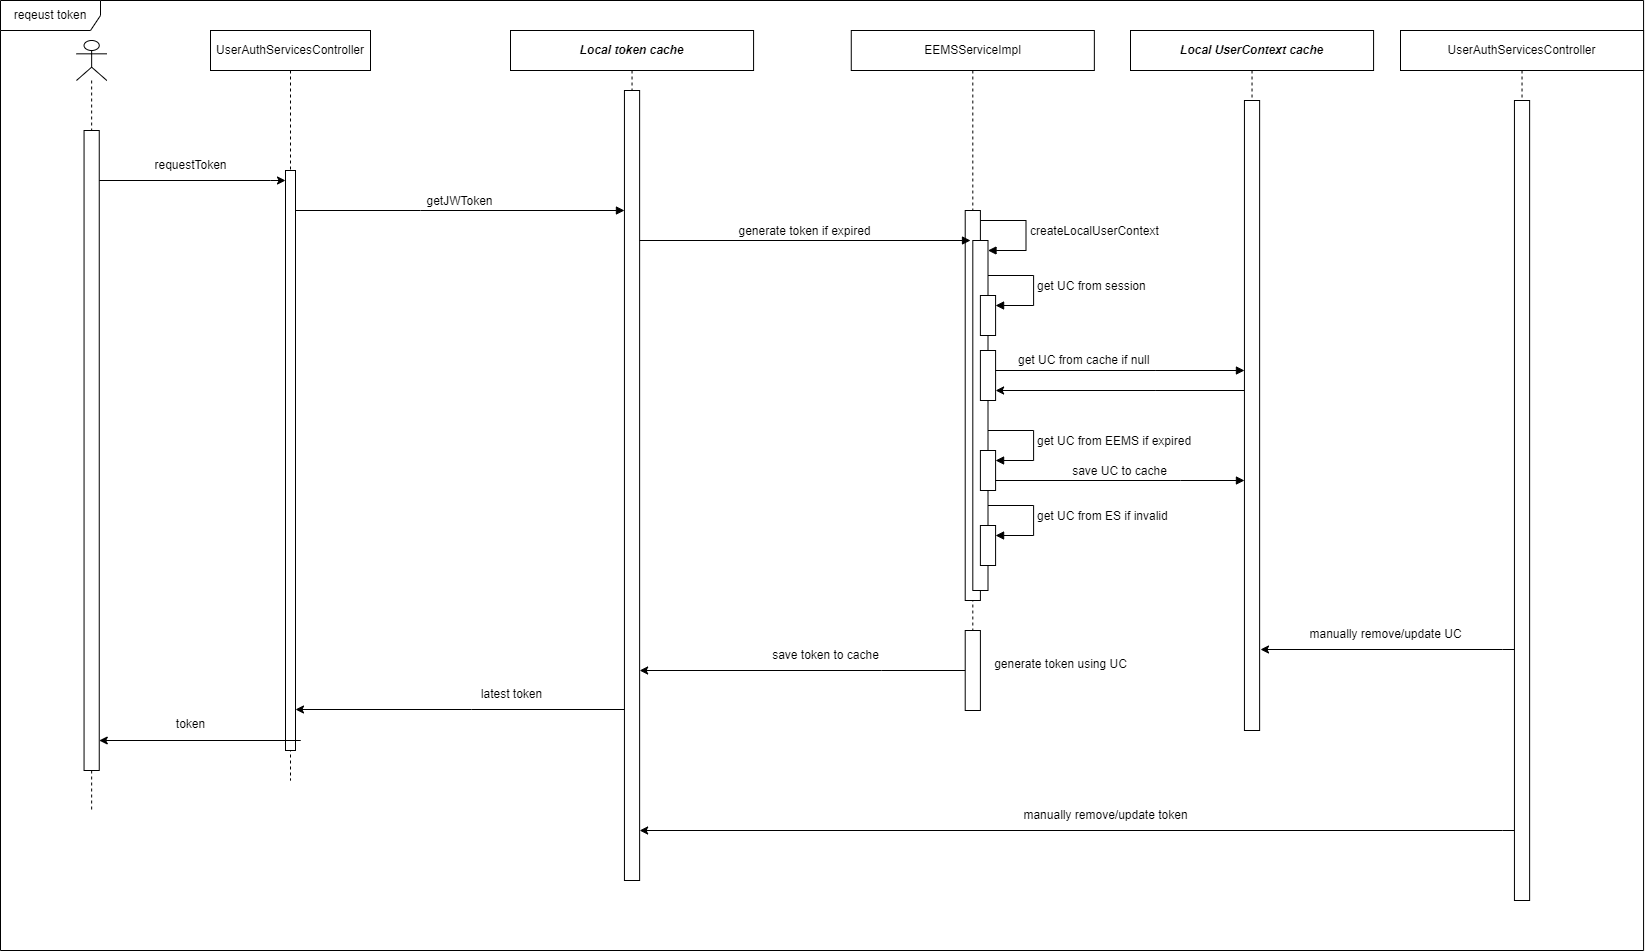 reqeust token
UserAuthServicesController
Local token cache
EEMSServiceImpl
Local UserContext cache
UserAuthServicesController
requestToken
getJWToken
generate token if expired
createLocalUserContext
get UC from session
get UC from cache if null
get UC from EEMS if expired
save UC to cache
get UC from ES if invalid
manually remove/update UC
save token to cache
generate token using UC
latest token
token
manually remove/update token